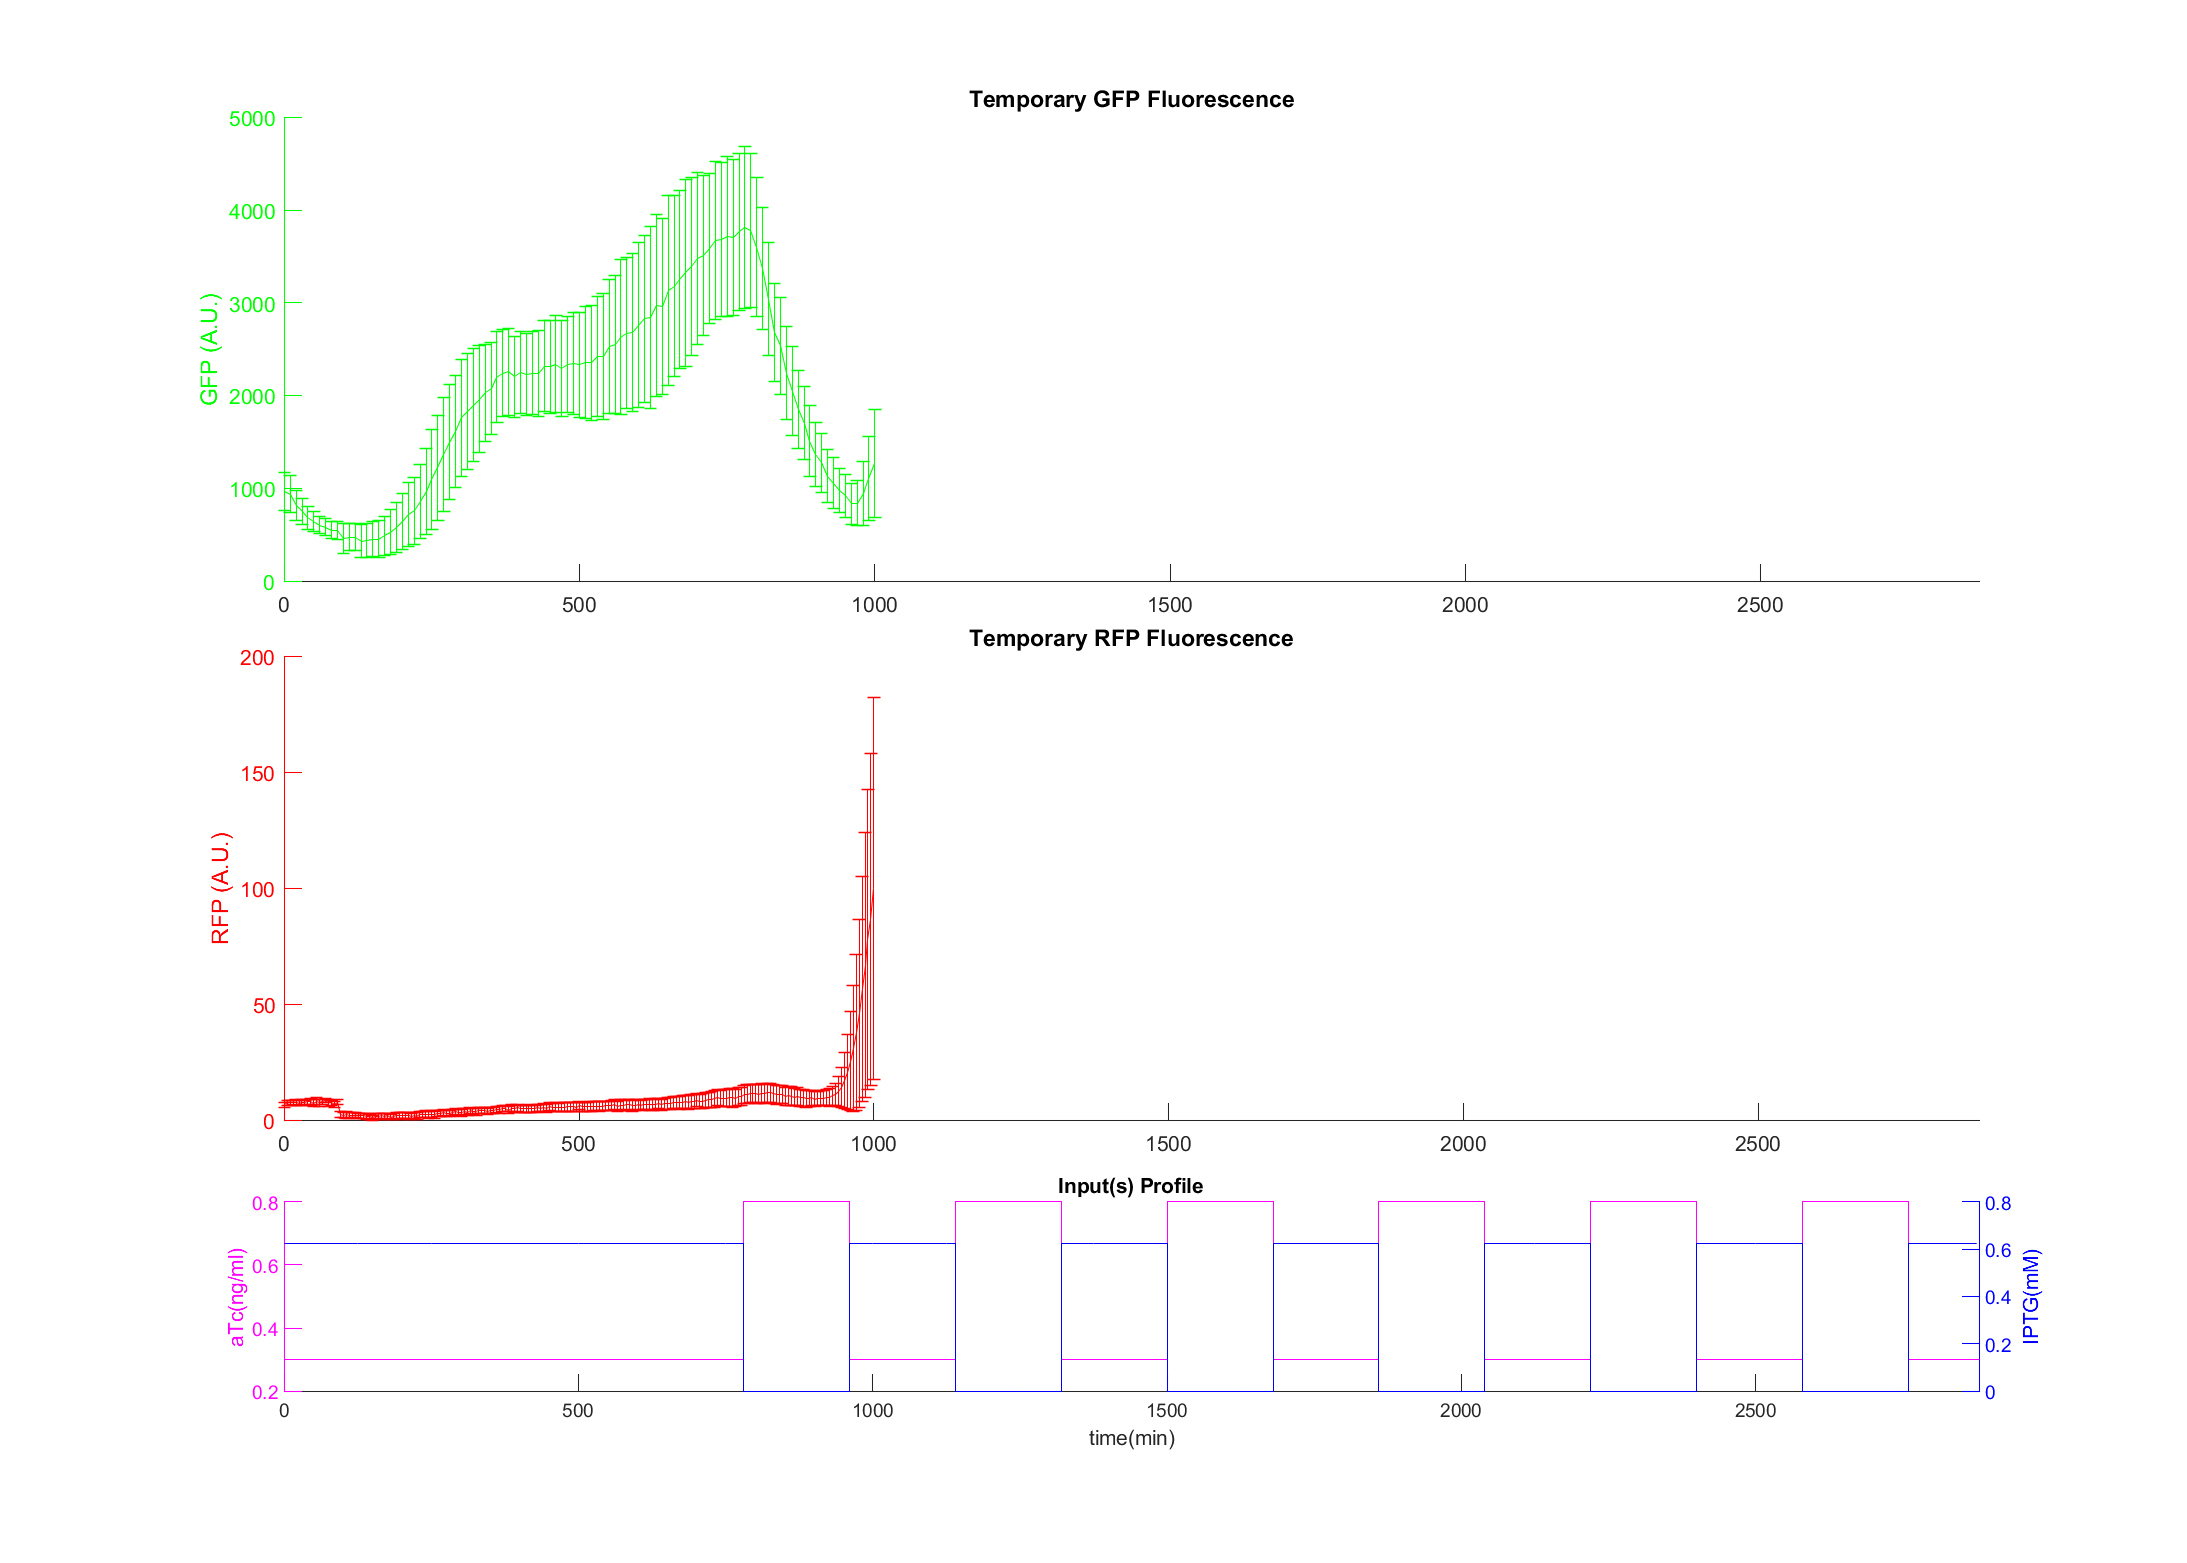 Temporary GFP Fluorescence
GFP (A.U.)
5000
4000
3000
2000
1000
0
0 500 1000 1500 2000 2500
Temporary RFP Fluorescence
RFP (A.U.)
200
150
100
50
0
0 500 1000 1500 2000 2500
Input(s) Profile
aTc(ng/ml)
0.8
0.6
0.4
0.2
0.8
0.6
0.4
0.2
0
IPTG(mM)
0 500 1000 1500 2000 2500
time(min)